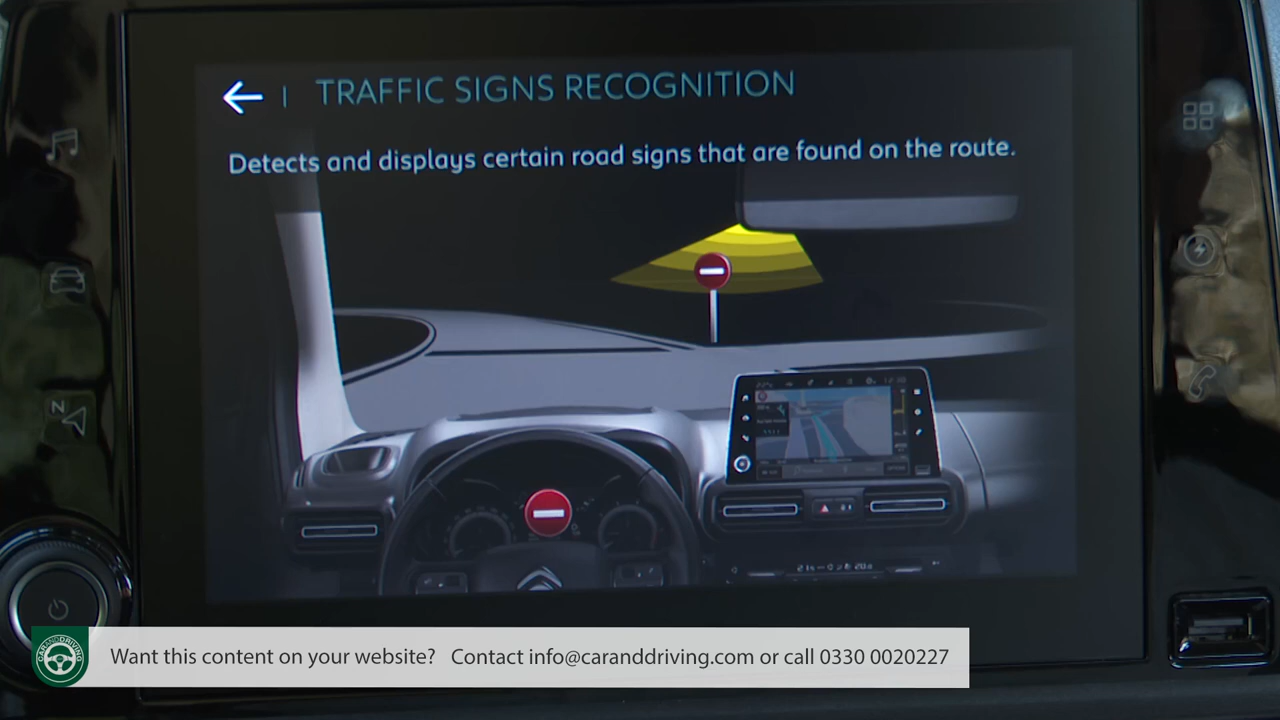 TRAFFIC SIGNS RECOGNITION
Detects and displays certain road signs that are found on the route.
N
CARANDDRIVING
Want this content on your website? Contact info@caranddriving.com or call 0330 0020227